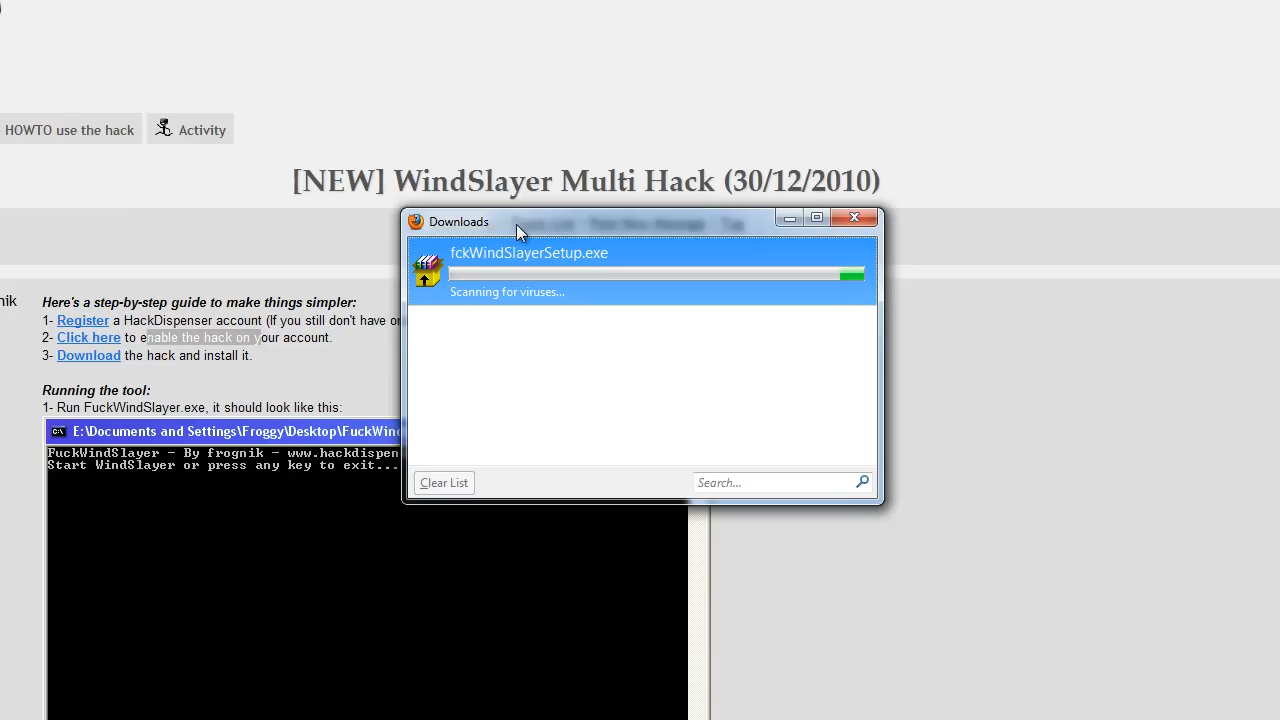 HOWTO use the hack
Activity
[NEW] WindSlayer Multi Hack (30/12/2010)
Downloads
fckWindSlayerSetup.exe
Scanning for viruses...
Clear List
Search...
nik
Here's a step-by-step guide to make things simpler:
1- Register a HackDispenser account (If you still don't have or
2- Click here to enable the hack on your account.
3- Download the hack and install it.
Running the tool:
1- Run FuckWindSlayer.exe, it should look like this:
E:\Documents and Settings\Froggy\Desktop\FuckWind
FuckWindSlayer - By frognik - www.hackdispen
Start WindSlayer or press any key to exit...